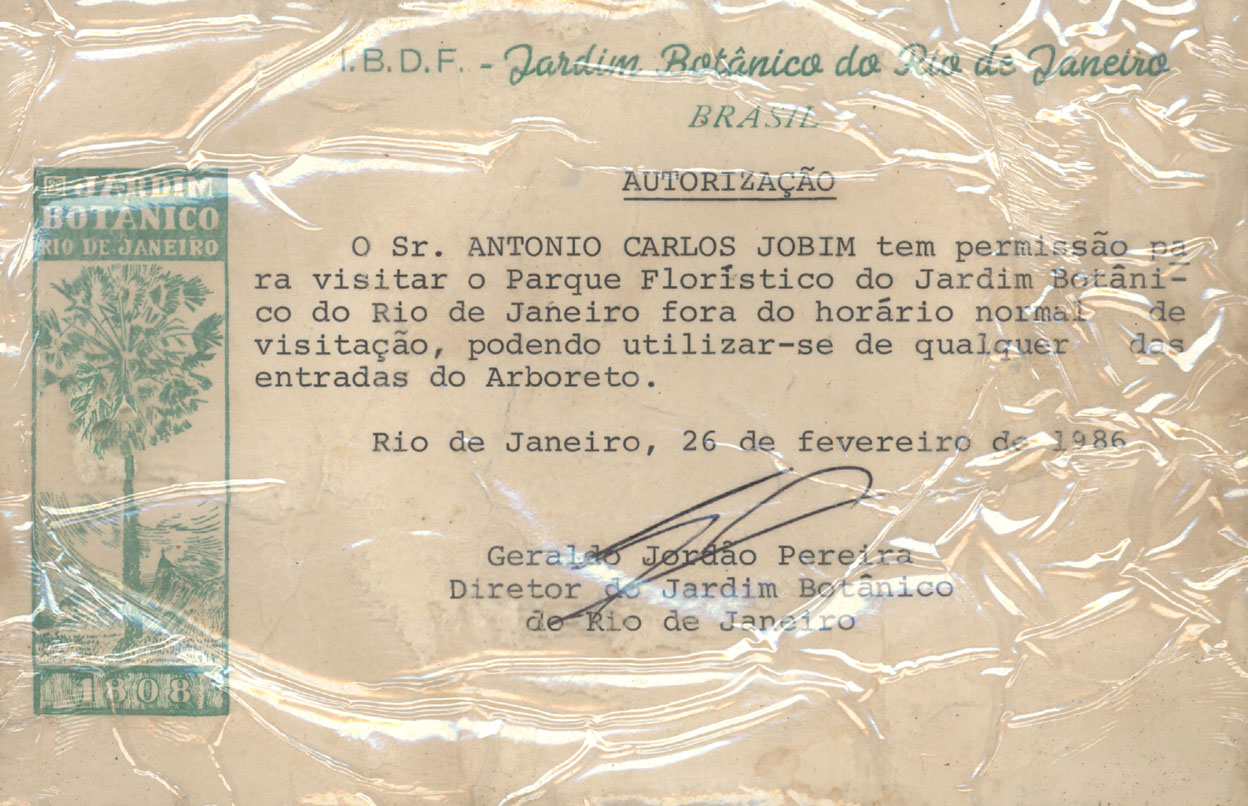 I.B.D.F. - Jardim Botânico do Rio de Janeiro
BRASIL
JARDIM
BOTÂNICO
RIO DE JANEIRO
1808
AUTORIZAÇÃO
O Sr. ANTONIO CARLOS JOBIM tem permissão pa
ra visitar o Parque Florístico do Jardim Botâni-
co do Rio de Janeiro fora do horário normal de
visitação, podendo utilizar-se de qualquer das
entradas do Arboreto.
Rio de Janeiro, 26 de fevereiro de 1986
Geraldo Jordão Pereira
Diretor do Jardim Botânico
do Rio de Janeiro